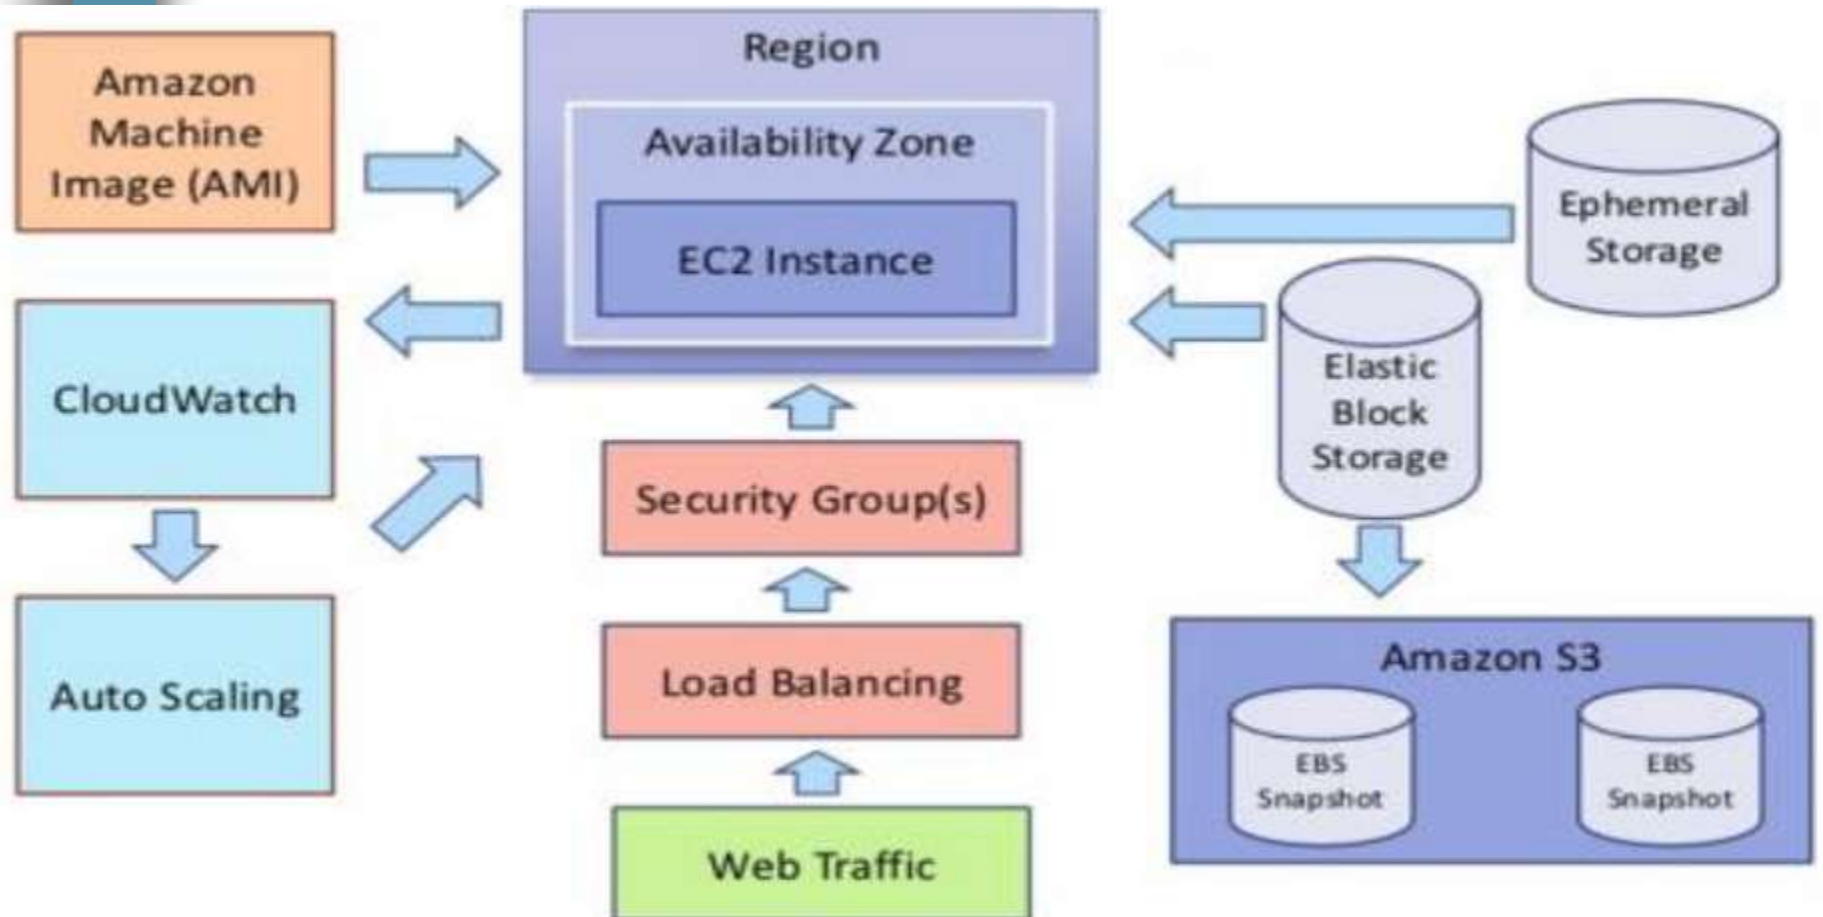 Amazon
Machine
Image (AMI)
Region
Availability Zone
EC2 Instance
Ephemeral
Storage
CloudWatch
Elastic
Block
Storage
Security Group(s)
Auto Scaling
Load Balancing
Amazon S3
EBS
Snapshot
EBS
Snapshot
Web Traffic